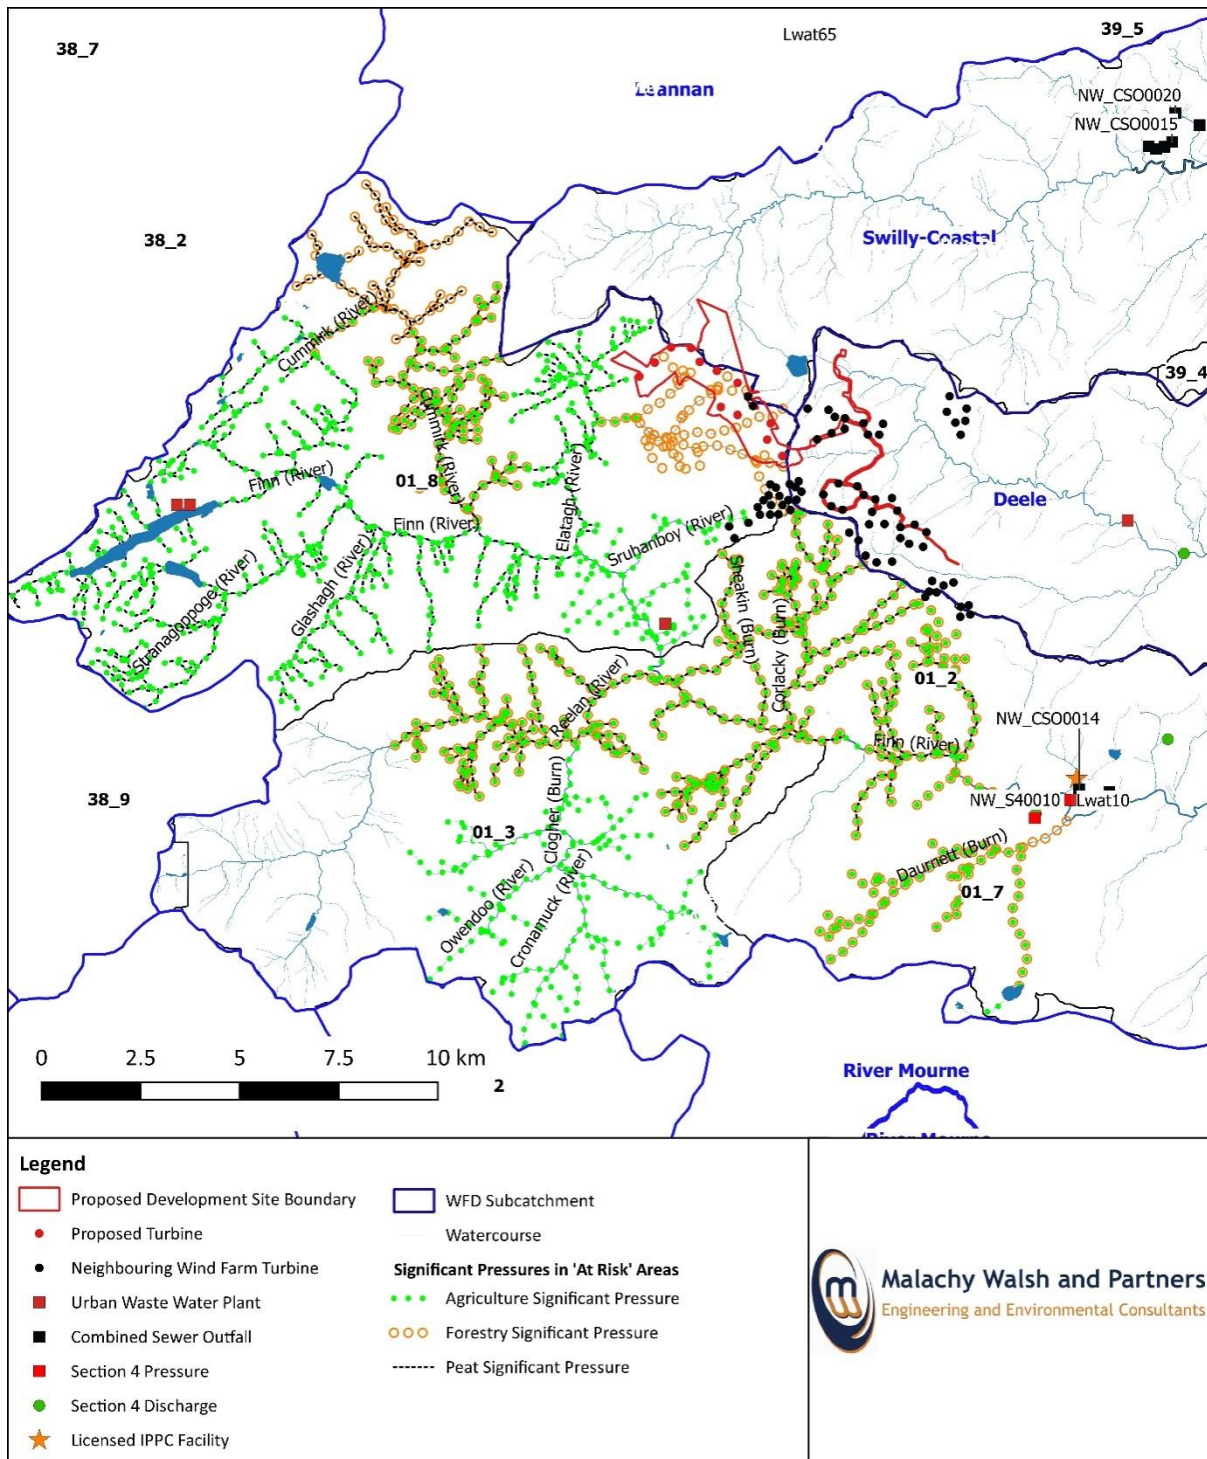 38_7
Lwat65
39_5
Leannan
NW_CSO0020
NW_CSO0015
38_2
Swilly-Coastal
Cummirk (River)
39_4
Cummirk (River)
Finn (River)
01_8
Elatagh (River)
Deele
Finn (River)
Sruhanboy (River)
Glashagh (River)
Stranagoppoge (River)
Sheakin (Burn)
Corlacky (Burn)
01_2
Reelan (River)
NW_CSO0014
Finn (River)
38_9
NW_S40010
Lwat10
01_3
Clogher (Burn)
Daurnett (Burn)
01_7
Owendoo (River)
Cronamuck (River)
0 2.5 5 7.5 10 km
2
River Mourne
River Mourne
Legend
Proposed Development Site Boundary
Proposed Turbine
Neighbouring Wind Farm Turbine
Urban Waste Water Plant
Combined Sewer Outfall
Section 4 Pressure
Section 4 Discharge
Licensed IPPC Facility
WFD Subcatchment
Watercourse
Significant Pressures in 'At Risk' Areas
Agriculture Significant Pressure
Forestry Significant Pressure
Peat Significant Pressure
Malachy Walsh and Partners
Engineering and Environmental Consultants